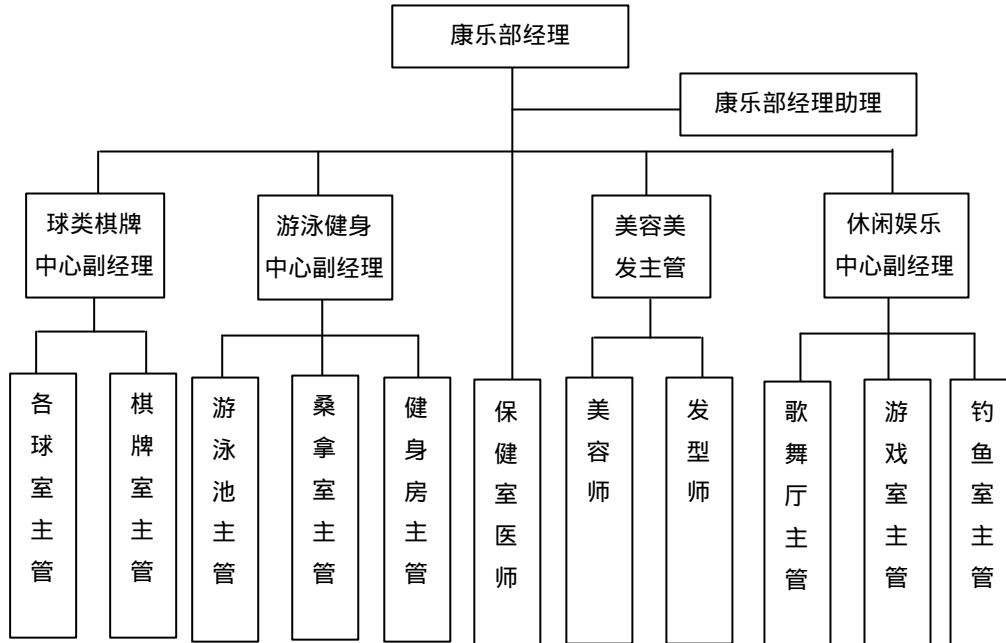 康乐部经理
康乐部经理助理
球类棋牌
中心副经理
游泳健身
中心副经理
美容美
发主管
休闲娱乐
中心副经理
各球室主管
棋牌室主管
游泳池主管
桑拿室主管
健身房主管
保健室医师
美容师
发型师
歌舞厅主管
游戏室主管
钓鱼室主管